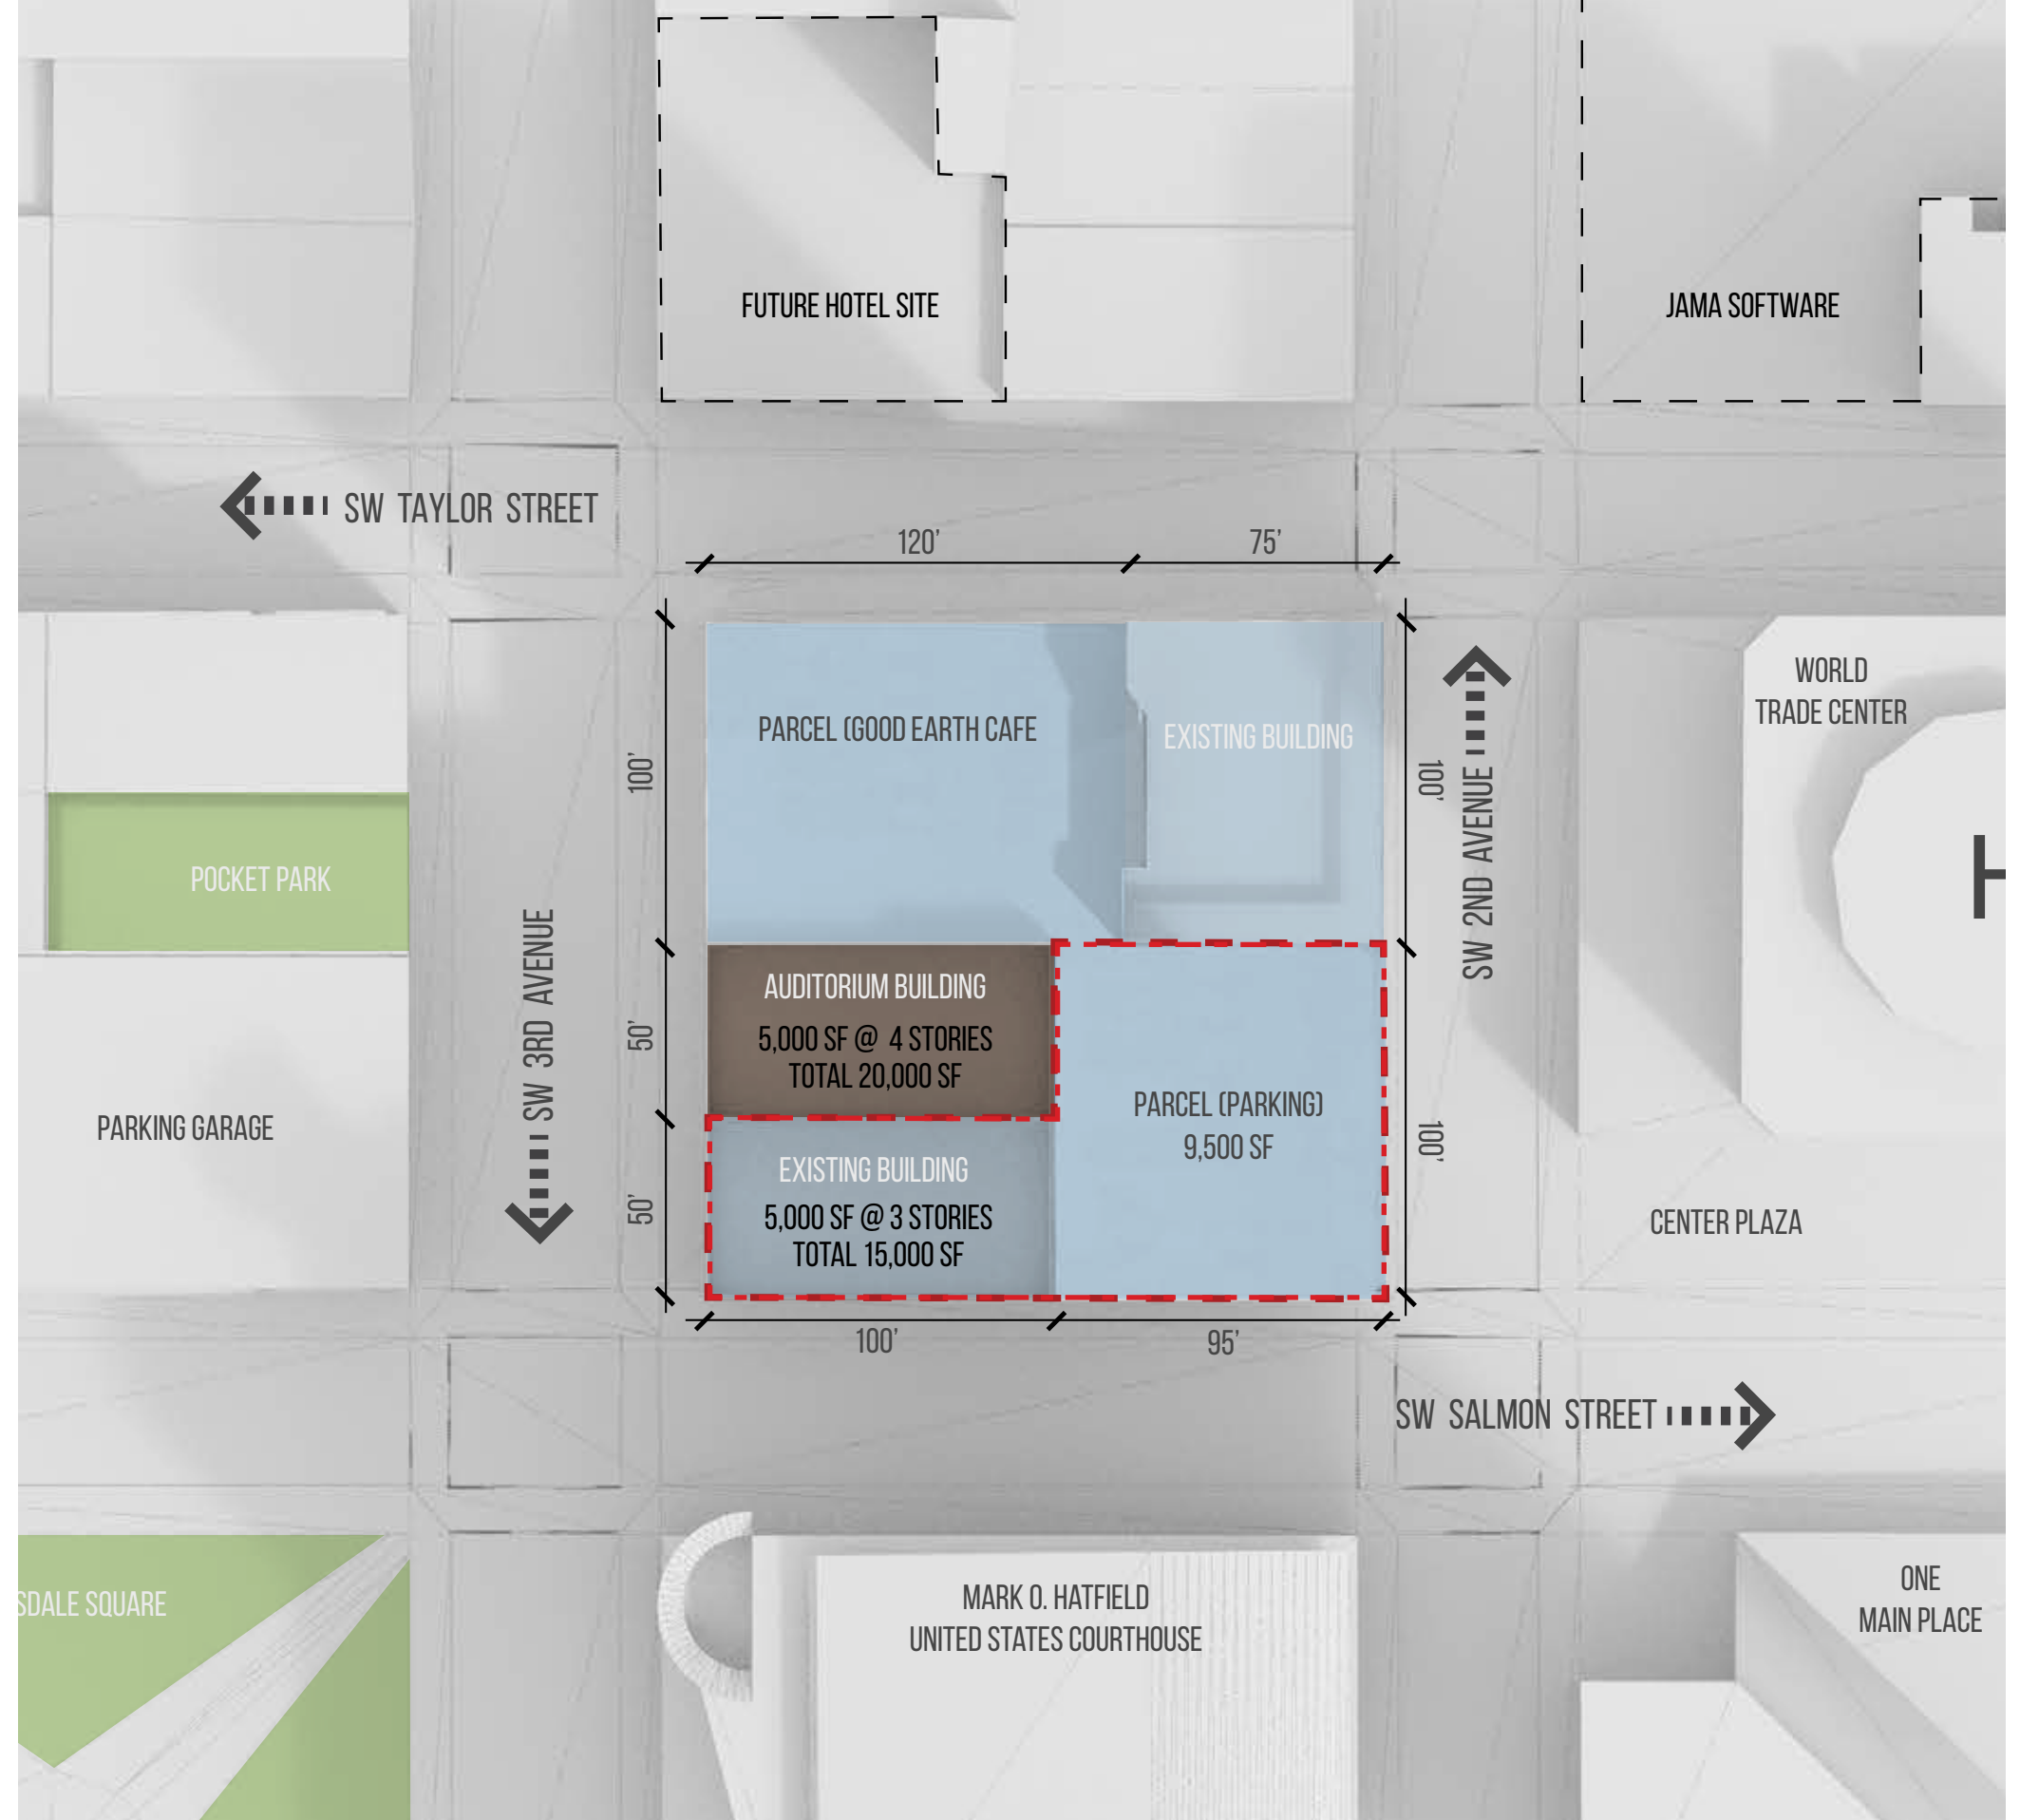 FUTURE HOTEL SITE
JAMA SOFTWARE
SW TAYLOR STREET
120'
75'
WORLD
TRADE CENTER
PARCEL (GOOD EARTH CAFE
EXISTING BUILDING
100'
100'
SW 2ND AVENUE
H
POCKET PARK
SW 3RD AVENUE
AUDITORIUM BUILDING
5,000 SF @ 4 STORIES
TOTAL 20,000 SF
50'
PARCEL (PARKING)
9,500 SF
100'
PARKING GARAGE
EXISTING BUILDING
5,000 SF @ 3 STORIES
TOTAL 15,000 SF
50'
CENTER PLAZA
100'
95'
SW SALMON STREET
SDALE SQUARE
MARK O. HATFIELD
UNITED STATES COURTHOUSE
ONE
MAIN PLACE